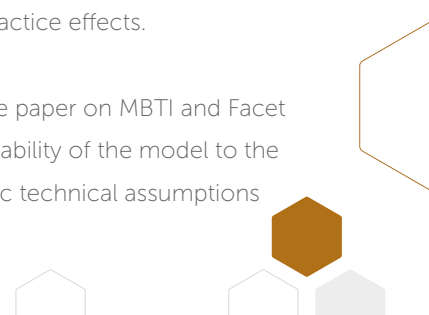 actice effects.
e paper on MBTI and Facet
ability of the model to the
c technical assumptions